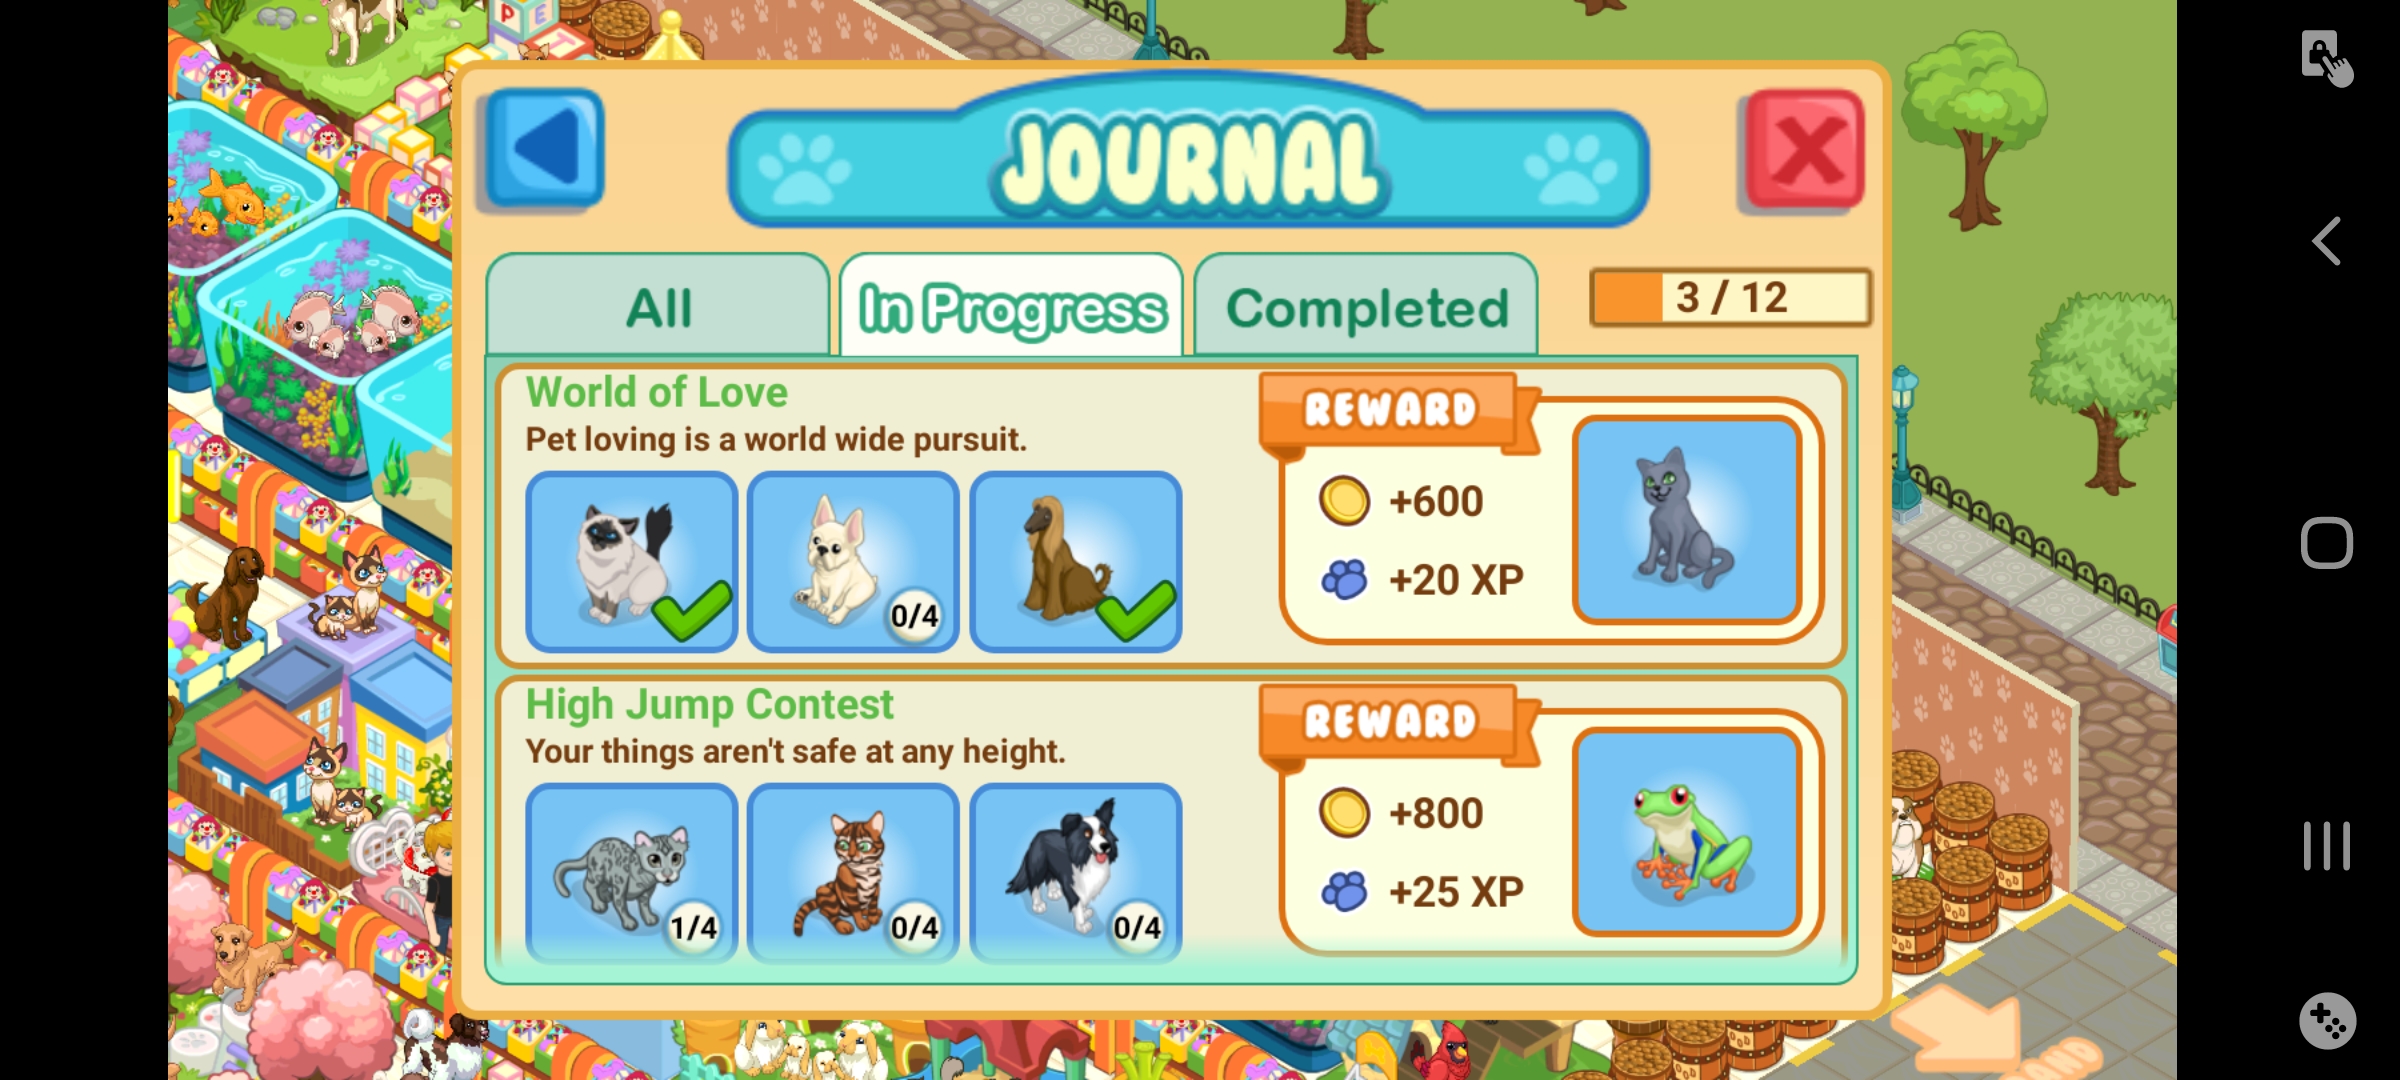 PET
JOURNAL
All
In Progress
Completed
3 / 12
World of Love
Pet loving is a world wide pursuit.
0/4
REWARD
+600
+20 XP
High Jump Contest
Your things aren't safe at any height.
1/4
0/4
0/4
REWARD
+800
+25 XP